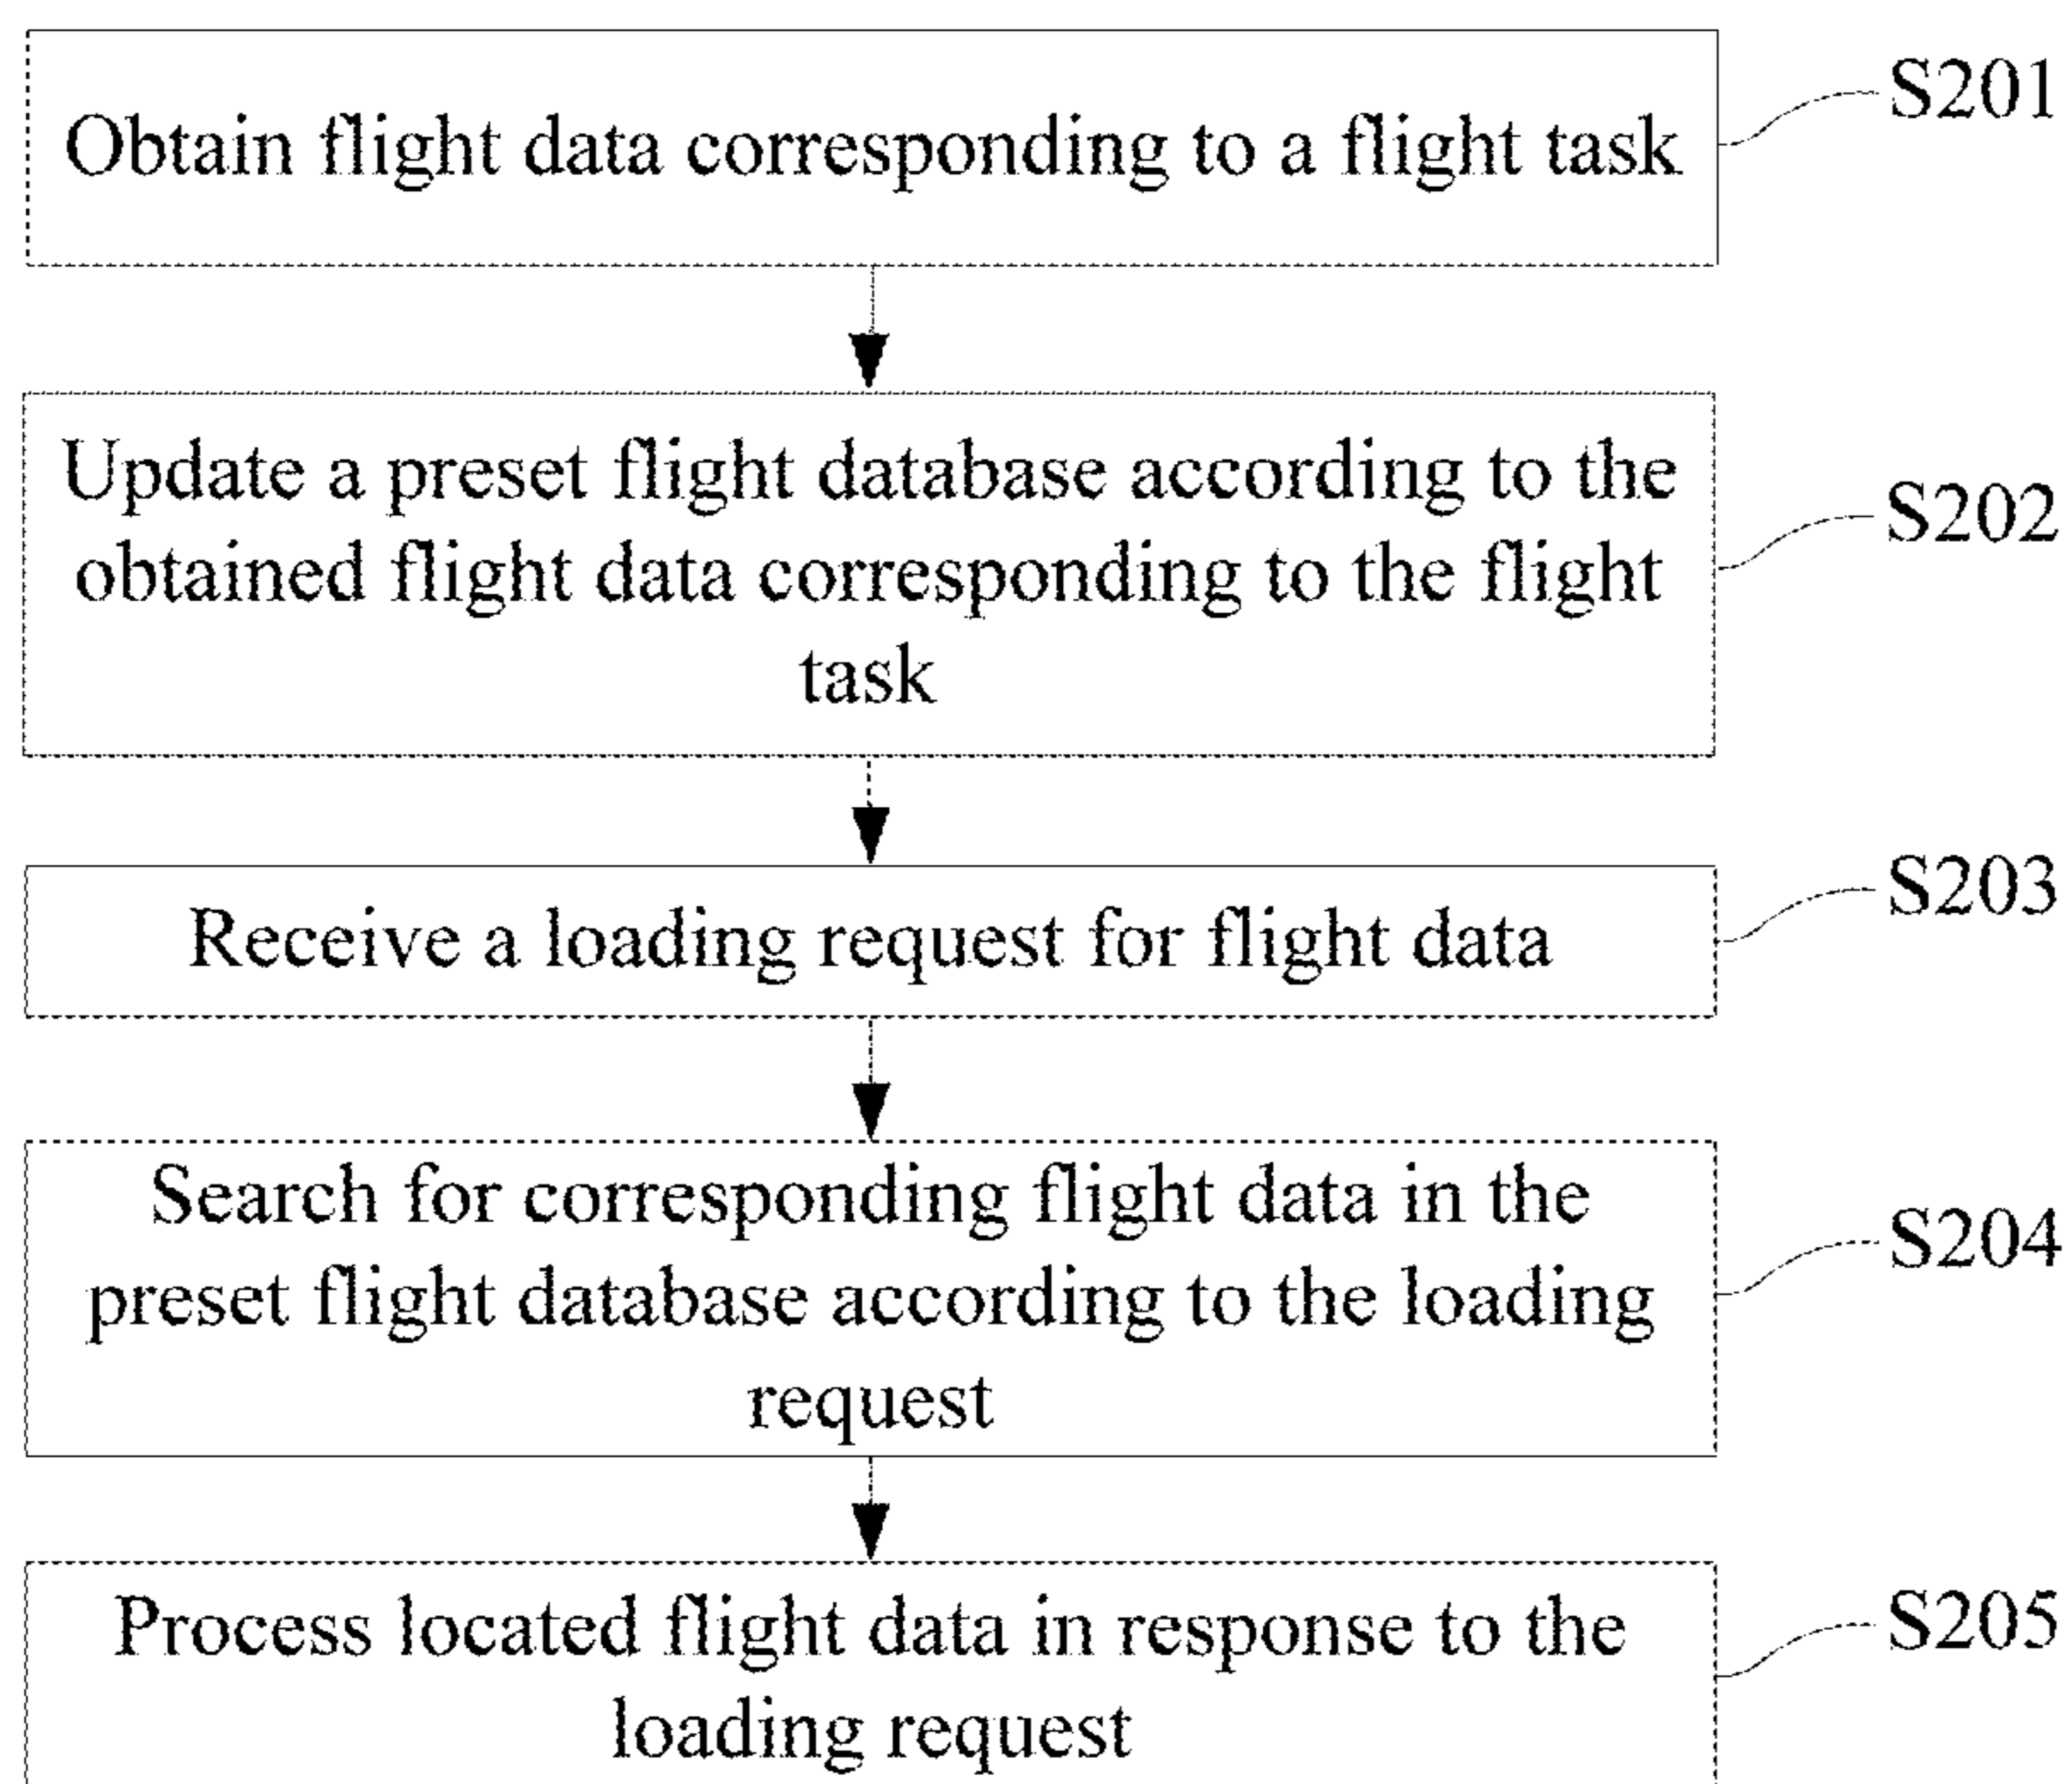 Obtain flight data corresponding to a flight task
S201
Update a preset flight database according to the
obtained flight data corresponding to the flight
task
S202
Receive a loading request for flight data
S203
Search for corresponding flight data in the
preset flight database according to the loading
request
S204
Process located flight data in response to the
loading request
S205